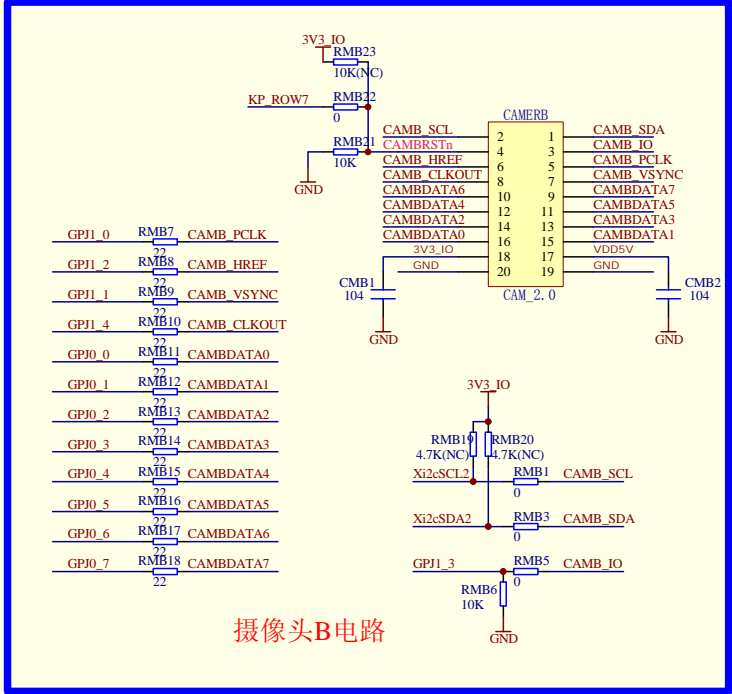 3V3_IO
RMB23
10K(NC)
KP_ROW7
RMB22
0
RMB21
10K
GND
CAMERB
CAMB_SCL 2 1 CAMB_SDA
CAMBRSTn 4 3 CAMB_IO
CAMB_HREF 6 5 CAMB_PCLK
CAMB_CLKOUT 8 7 CAMB_VSYNC
CAMBDATA6 10 9 CAMBDATA7
CAMBDATA4 12 11 CAMBDATA5
CAMBDATA2 14 13 CAMBDATA3
CAMBDATA0 16 15 CAMBDATA1
3V3_IO 18 17 VDD5V
GND 20 19 GND
CAM_2.0
CMB1
104
GND
CMB2
104
GND
GPJ1_0 RMB7 CAMB_PCLK
22
GPJ1_2 RMB8 CAMB_HREF
22
GPJ1_1 RMB9 CAMB_VSYNC
22
GPJ1_4 RMB10 CAMB_CLKOUT
22
GPJ0_0 RMB11 CAMBDATA0
22
GPJ0_1 RMB12 CAMBDATA1
22
GPJ0_2 RMB13 CAMBDATA2
22
GPJ0_3 RMB14 CAMBDATA3
22
GPJ0_4 RMB15 CAMBDATA4
22
GPJ0_5 RMB16 CAMBDATA5
22
GPJ0_6 RMB17 CAMBDATA6
22
GPJ0_7 RMB18 CAMBDATA7
22
3V3_IO
RMB19 RMB20
4.7K(NC) 4.7K(NC)
Xi2cSCL2 RMB1 CAMB_SCL
0
Xi2cSDA2 RMB3 CAMB_SDA
0
GPJ1_3 RMB5 CAMB_IO
0
RMB6
10K
GND
摄像头B电路